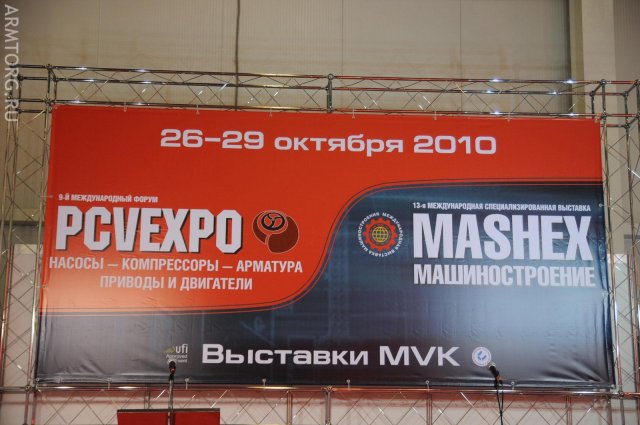 ARMTORG.RU
26-29 октября 2010
9-Й МЕЖДУНАРОДНЫЙ ФОРУМ
PCVEXPO
НАСОСЫ – КОМПРЕССОРЫ – АРМАТУРА
ПРИВОДЫ И ДВИГАТЕЛИ
13-я МЕЖДУНАРОДНАЯ СПЕЦИАЛИЗИРОВАННАЯ ВЫСТАВКА
MASHEX
МАШИНОСТРОЕНИЕ
ufi
Approved
Выставки MVK